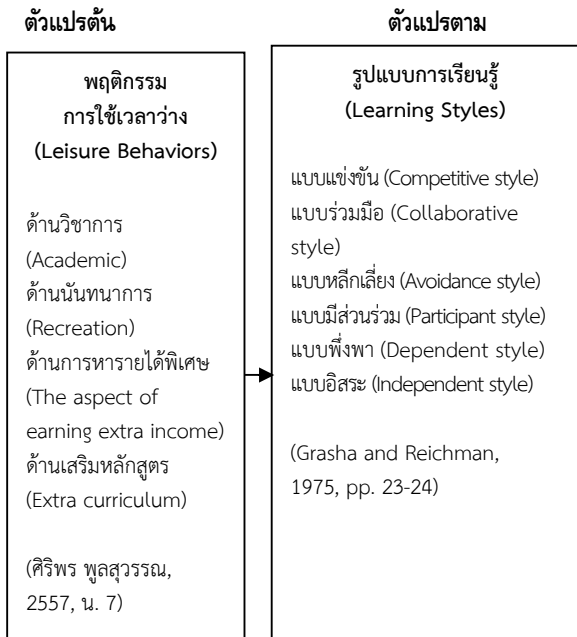 ตัวแปรต้น
พฤติกรรม
การใช้เวลาว่าง
(Leisure Behaviors)
ด้านวิชาการ
(Academic)
ด้านนันทนาการ
(Recreation)
ด้านการหารายได้พิเศษ
(The aspect of
earning extra income)
ด้านเสริมหลักสูตร
(Extra curriculum)
(ศิริพร พูลสุวรรณ,
2557, น. 7)
ตัวแปรตาม
รูปแบบการเรียนรู้
(Learning Styles)
แบบแข่งขัน (Competitive style)
แบบร่วมมือ (Collaborative
style)
แบบหลีกเลี่ยง (Avoidance style)
แบบมีส่วนร่วม (Participant style)
แบบพึ่งพา (Dependent style)
แบบอิสระ (Independent style)
(Grasha and Reichman,
1975, pp. 23-24)